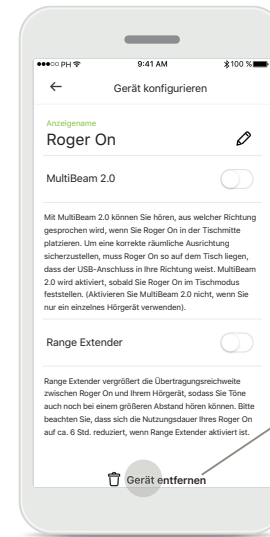 PH 9:41 AM 100 %
Gerät konfigurieren
Anzeigename
Roger On
MultiBeam 2.0
Mit MultiBeam 2.0 können Sie hören, aus welcher Richtung
gesprochen wird, wenn Sie Roger On in der Tischmitte
platzieren. Um eine korrekte räumliche Ausrichtung
sicherzustellen, muss Roger On so auf dem Tisch liegen,
dass der USB-Anschluss in Ihre Richtung weist. MultiBeam
2.0 wird aktiviert, sobald Sie Roger On im Tischmodus
feststellen. (Aktivieren Sie MultiBeam 2.0 nicht, wenn Sie
nur ein einzelnes Hörgerät verwenden).
Range Extender
Range Extender vergrößert die Übertragungsreichweite
zwischen Roger On und Ihrem Hörgerät, sodass Sie Töne
auch noch bei einem größeren Abstand hören können. Bitte
beachten Sie, dass sich die Nutzungsdauer Ihres Roger On
auf ca. 6 Std. reduziert, wenn Range Extender aktiviert ist.
Gerät entfernen